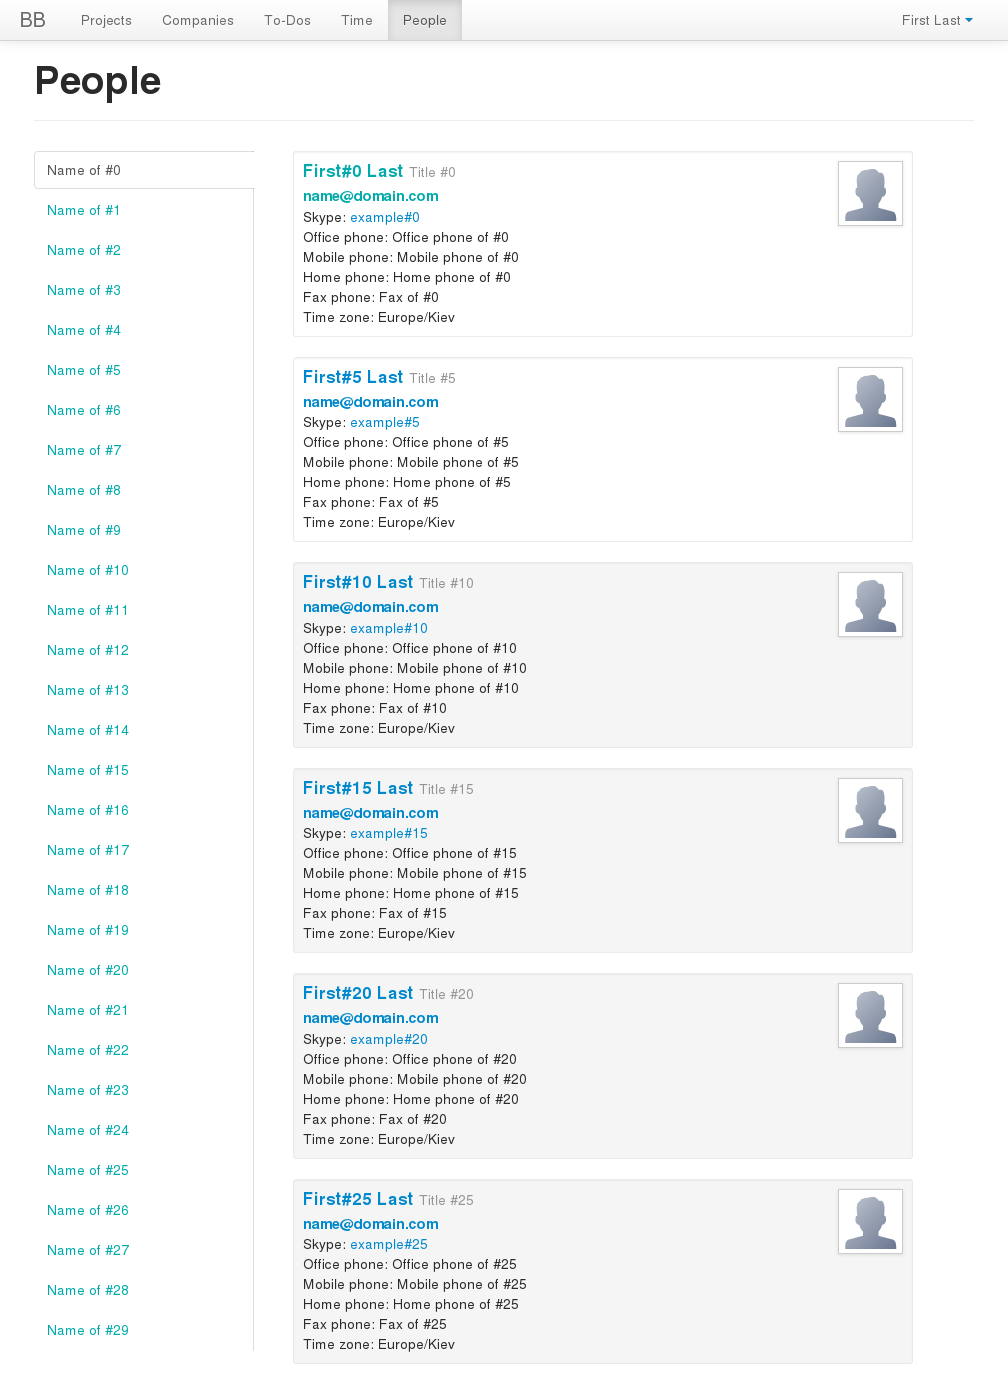 BB Projects Companies To-Dos Time People First Last
People
Name of #0
Name of #1
Name of #2
Name of #3
Name of #4
Name of #5
Name of #6
Name of #7
Name of #8
Name of #9
Name of #10
Name of #11
Name of #12
Name of #13
Name of #14
Name of #15
Name of #16
Name of #17
Name of #18
Name of #19
Name of #20
Name of #21
Name of #22
Name of #23
Name of #24
Name of #25
Name of #26
Name of #27
Name of #28
Name of #29
First#0 Last Title #0
name@domain.com
Skype: example#0
Office phone: Office phone of #0
Mobile phone: Mobile phone of #0
Home phone: Home phone of #0
Fax phone: Fax of #0
Time zone: Europe/Kiev
First#5 Last Title #5
name@domain.com
Skype: example#5
Office phone: Office phone of #5
Mobile phone: Mobile phone of #5
Home phone: Home phone of #5
Fax phone: Fax of #5
Time zone: Europe/Kiev
First#10 Last Title #10
name@domain.com
Skype: example#10
Office phone: Office phone of #10
Mobile phone: Mobile phone of #10
Home phone: Home phone of #10
Fax phone: Fax of #10
Time zone: Europe/Kiev
First#15 Last Title #15
name@domain.com
Skype: example#15
Office phone: Office phone of #15
Mobile phone: Mobile phone of #15
Home phone: Home phone of #15
Fax phone: Fax of #15
Time zone: Europe/Kiev
First#20 Last Title #20
name@domain.com
Skype: example#20
Office phone: Office phone of #20
Mobile phone: Mobile phone of #20
Home phone: Home phone of #20
Fax phone: Fax of #20
Time zone: Europe/Kiev
First#25 Last Title #25
name@domain.com
Skype: example#25
Office phone: Office phone of #25
Mobile phone: Mobile phone of #25
Home phone: Home phone of #25
Fax phone: Fax of #25
Time zone: Europe/Kiev